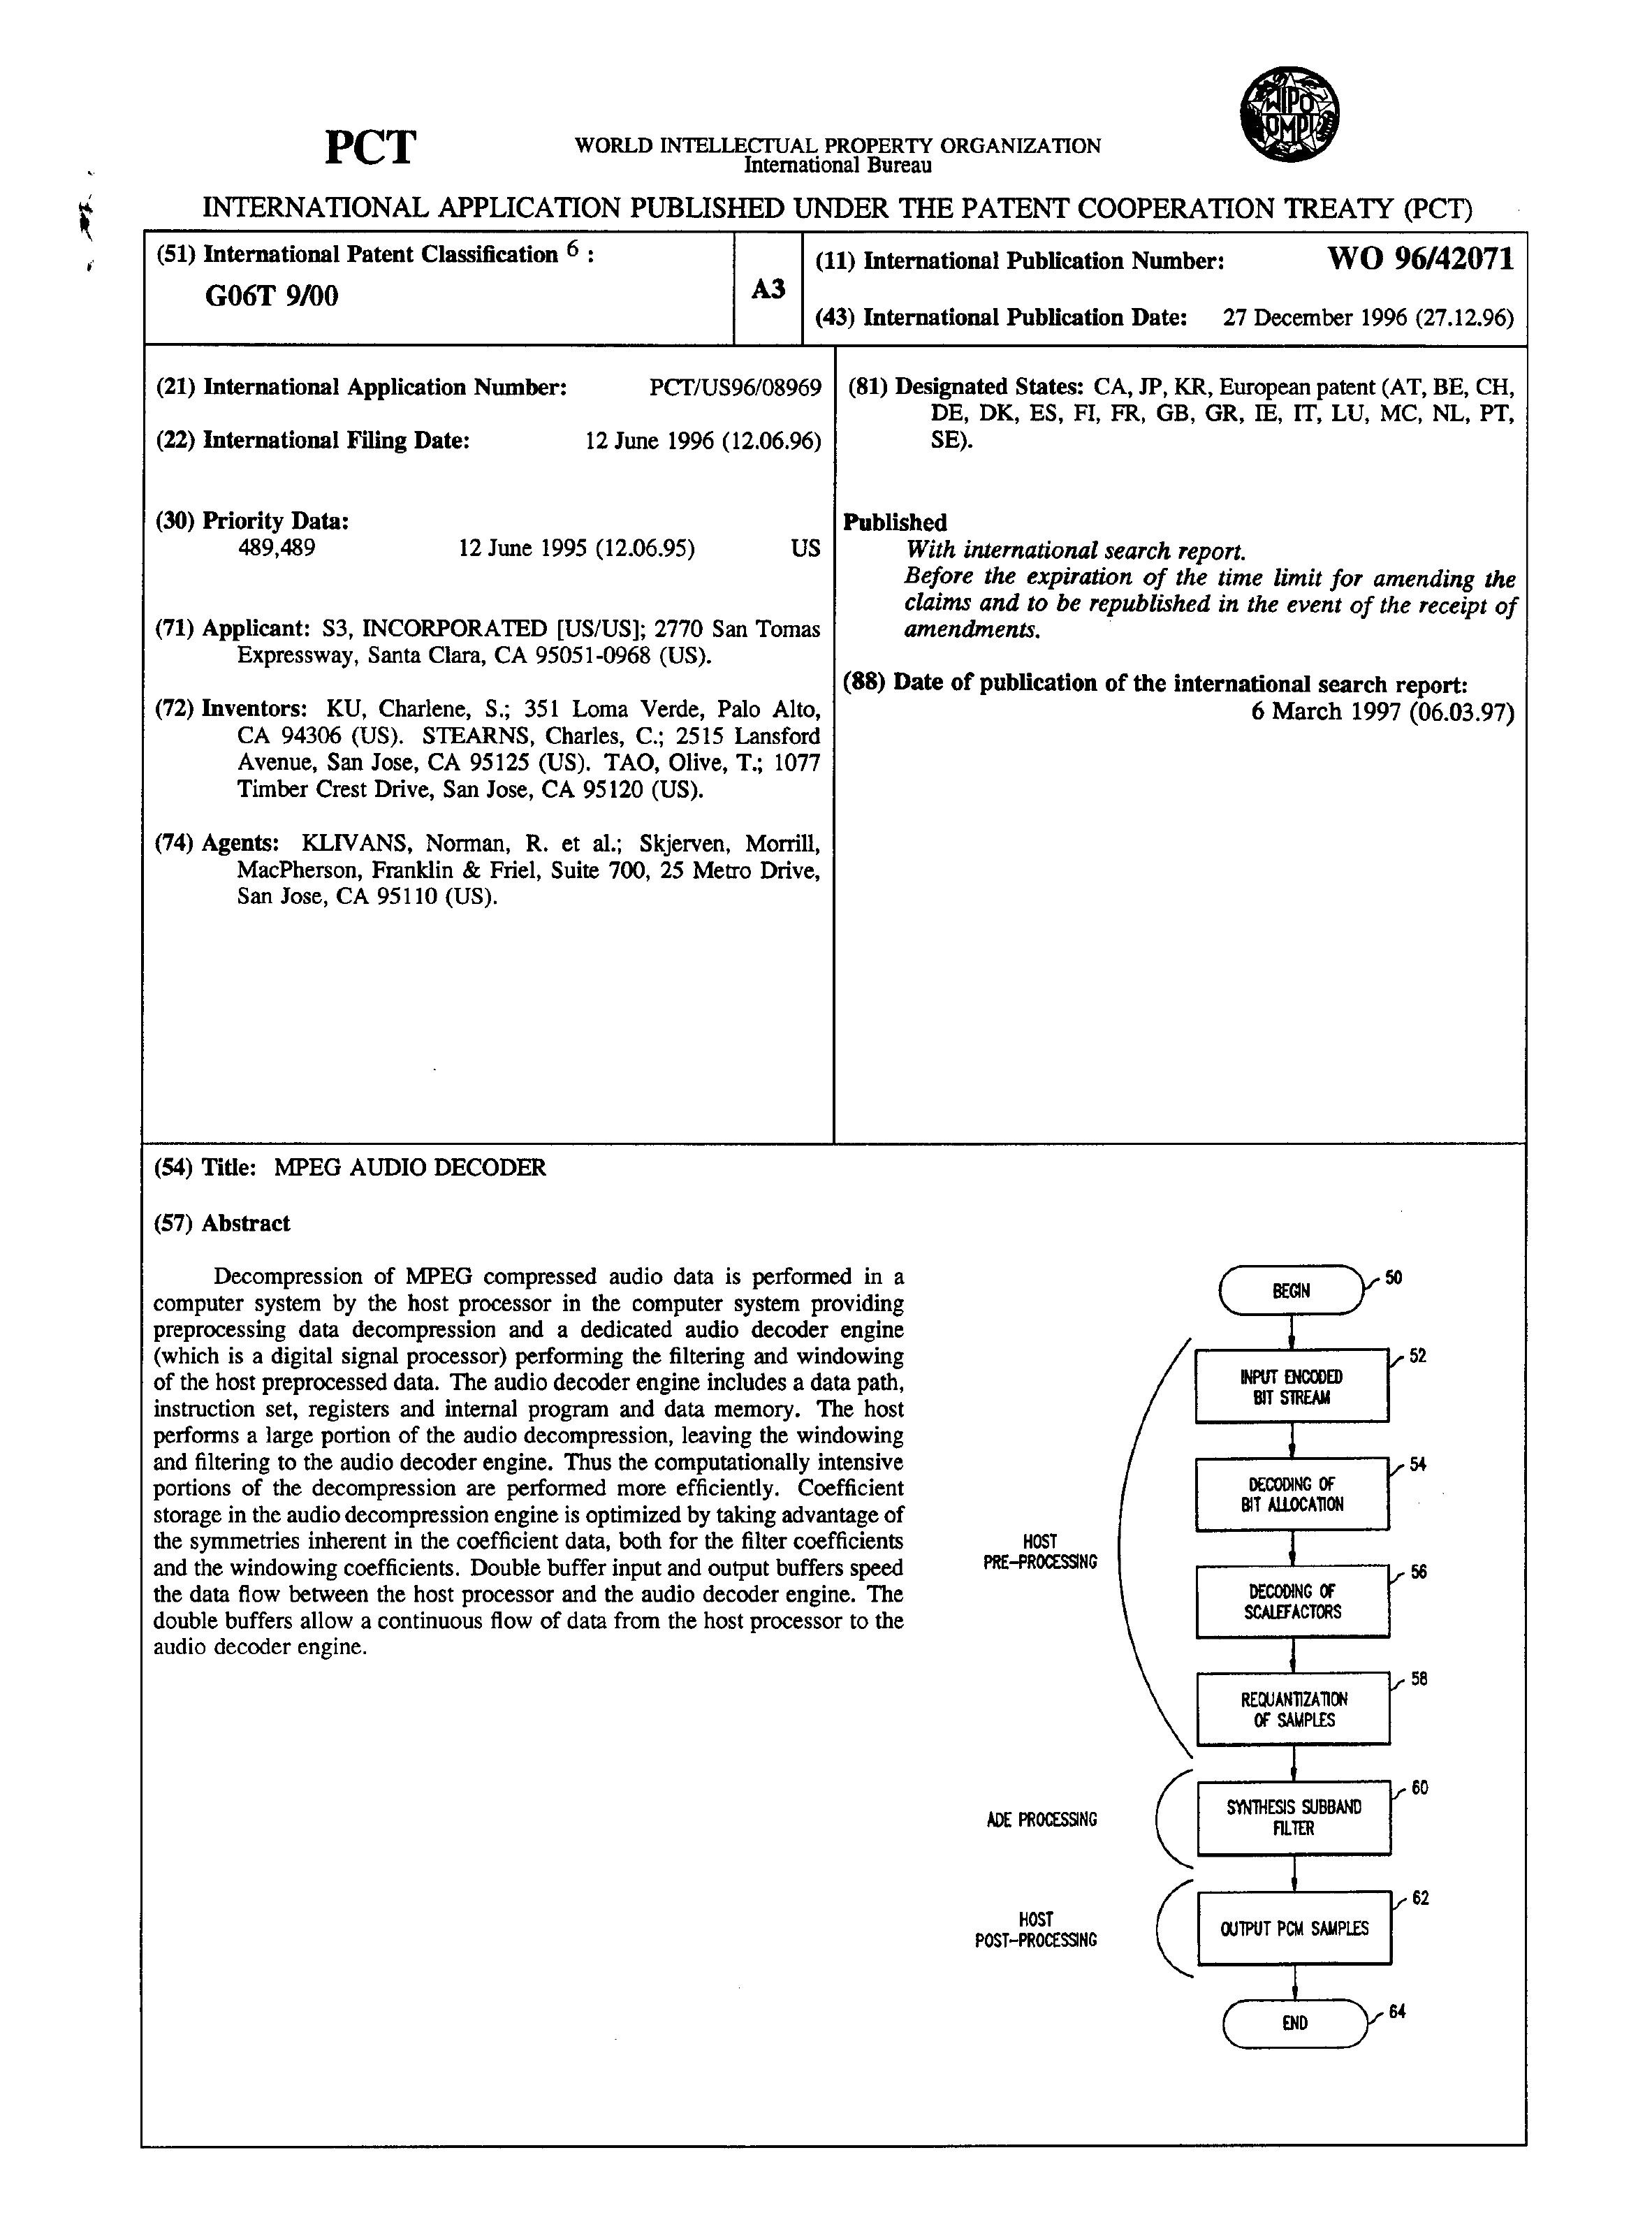 WIPO
OMPI
PCT
WORLD INTELLECTUAL PROPERTY ORGANIZATION
International Bureau
INTERNATIONAL APPLICATION PUBLISHED UNDER THE PATENT COOPERATION TREATY (PCT)
(51) International Patent Classification 6 :
G06T 9/00
A3
(11) International Publication Number: WO 96/42071
(43) International Publication Date: 27 December 1996 (27.12.96)
(21) International Application Number: PCT/US96/08969
(22) International Filing Date: 12 June 1996 (12.06.96)
(30) Priority Data:
489,489 12 June 1995 (12.06.95) US
(71) Applicant: S3, INCORPORATED [US/US]; 2770 San Tomas
Expressway, Santa Clara, CA 95051-0968 (US).
(72) Inventors: KU, Charlene, S.; 351 Loma Verde, Palo Alto,
CA 94306 (US). STEARNS, Charles, C.; 2515 Lansford
Avenue, San Jose, CA 95125 (US). TAO, Olive, T.; 1077
Timber Crest Drive, San Jose, CA 95120 (US).
(74) Agents: KLIVANS, Norman, R. et al.; Skjerven, Morrill,
MacPherson, Franklin & Friel, Suite 700, 25 Metro Drive,
San Jose, CA 95110 (US).
(81) Designated States: CA, JP, KR, European patent (AT, BE, CH,
DE, DK, ES, FI, FR, GB, GR, IE, IT, LU, MC, NL, PT,
SE).
Published
With international search report.
Before the expiration of the time limit for amending the
claims and to be republished in the event of the receipt of
amendments.
(88) Date of publication of the international search report:
6 March 1997 (06.03.97)
(54) Title: MPEG AUDIO DECODER
(57) Abstract
Decompression of MPEG compressed audio data is performed in a
computer system by the host processor in the computer system providing
preprocessing data decompression and a dedicated audio decoder engine
(which is a digital signal processor) performing the filtering and windowing
of the host preprocessed data. The audio decoder engine includes a data path,
instruction set, registers and internal program and data memory. The host
performs a large portion of the audio decompression, leaving the windowing
and filtering to the audio decoder engine. Thus the computationally intensive
portions of the decompression are performed more efficiently. Coefficient
storage in the audio decompression engine is optimized by taking advantage of
the symmetries inherent in the coefficient data, both for the filter coefficients
and the windowing coefficients. Double buffer input and output buffers speed
the data flow between the host processor and the audio decoder engine. The
double buffers allow a continuous flow of data from the host processor to the
audio decoder engine.
BEGIN
50
INPUT ENCODED
BIT STREAM
52
DECODING OF
BIT ALLOCATION
54
HOST
PRE-PROCESSING
DECODING OF
SCALEFACTORS
56
REQUANTIZATION
OF SAMPLES
58
ADE PROCESSING
SYNTHESIS SUBBAND
FILTER
60
HOST
POST-PROCESSING
OUTPUT PCM SAMPLES
62
END
64